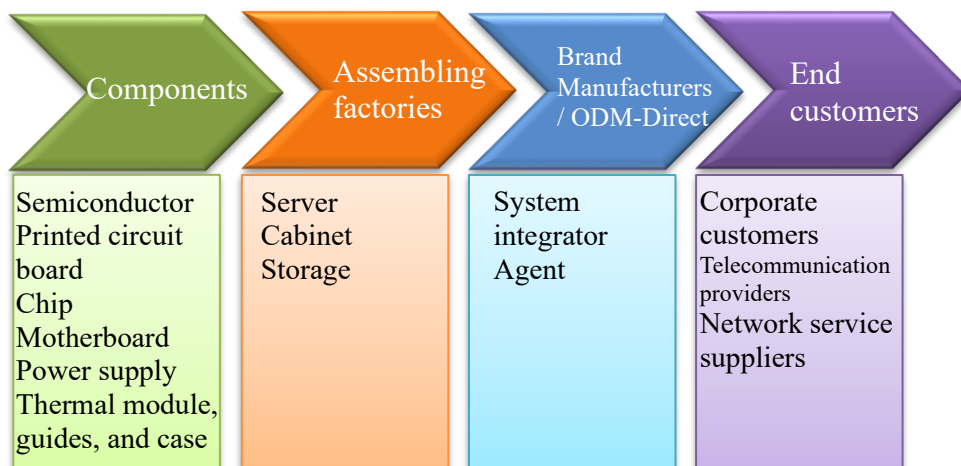 Components
Semiconductor
Printed circuit
board
Chip
Motherboard
Power supply
Thermal module,
guides, and case
Assembling
factories
Server
Cabinet
Storage
Brand
Manufacturers
/ ODM-Direct
System
integrator
Agent
End
customers
Corporate
customers
Telecommunication
providers
Network service
suppliers